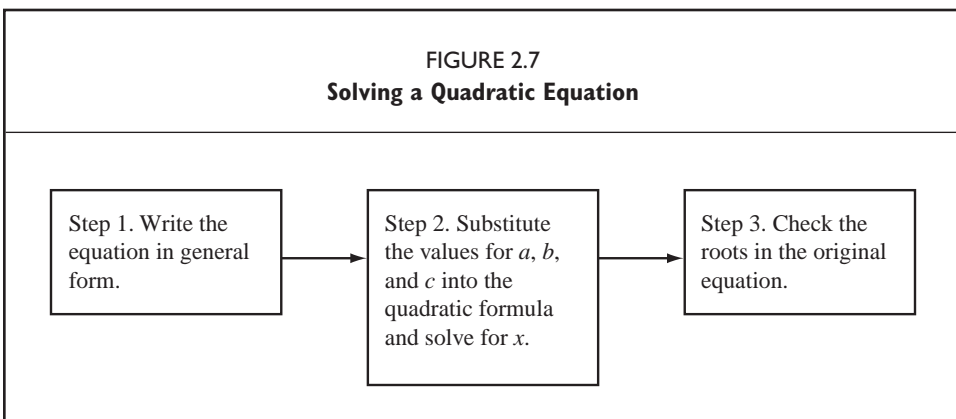 FIGURE 2.7
Solving a Quadratic Equation
Step 1. Write the
equation in general
form.
Step 2. Substitute
the values for a, b,
and c into the
quadratic formula
and solve for x.
Step 3. Check the
roots in the original
equation.